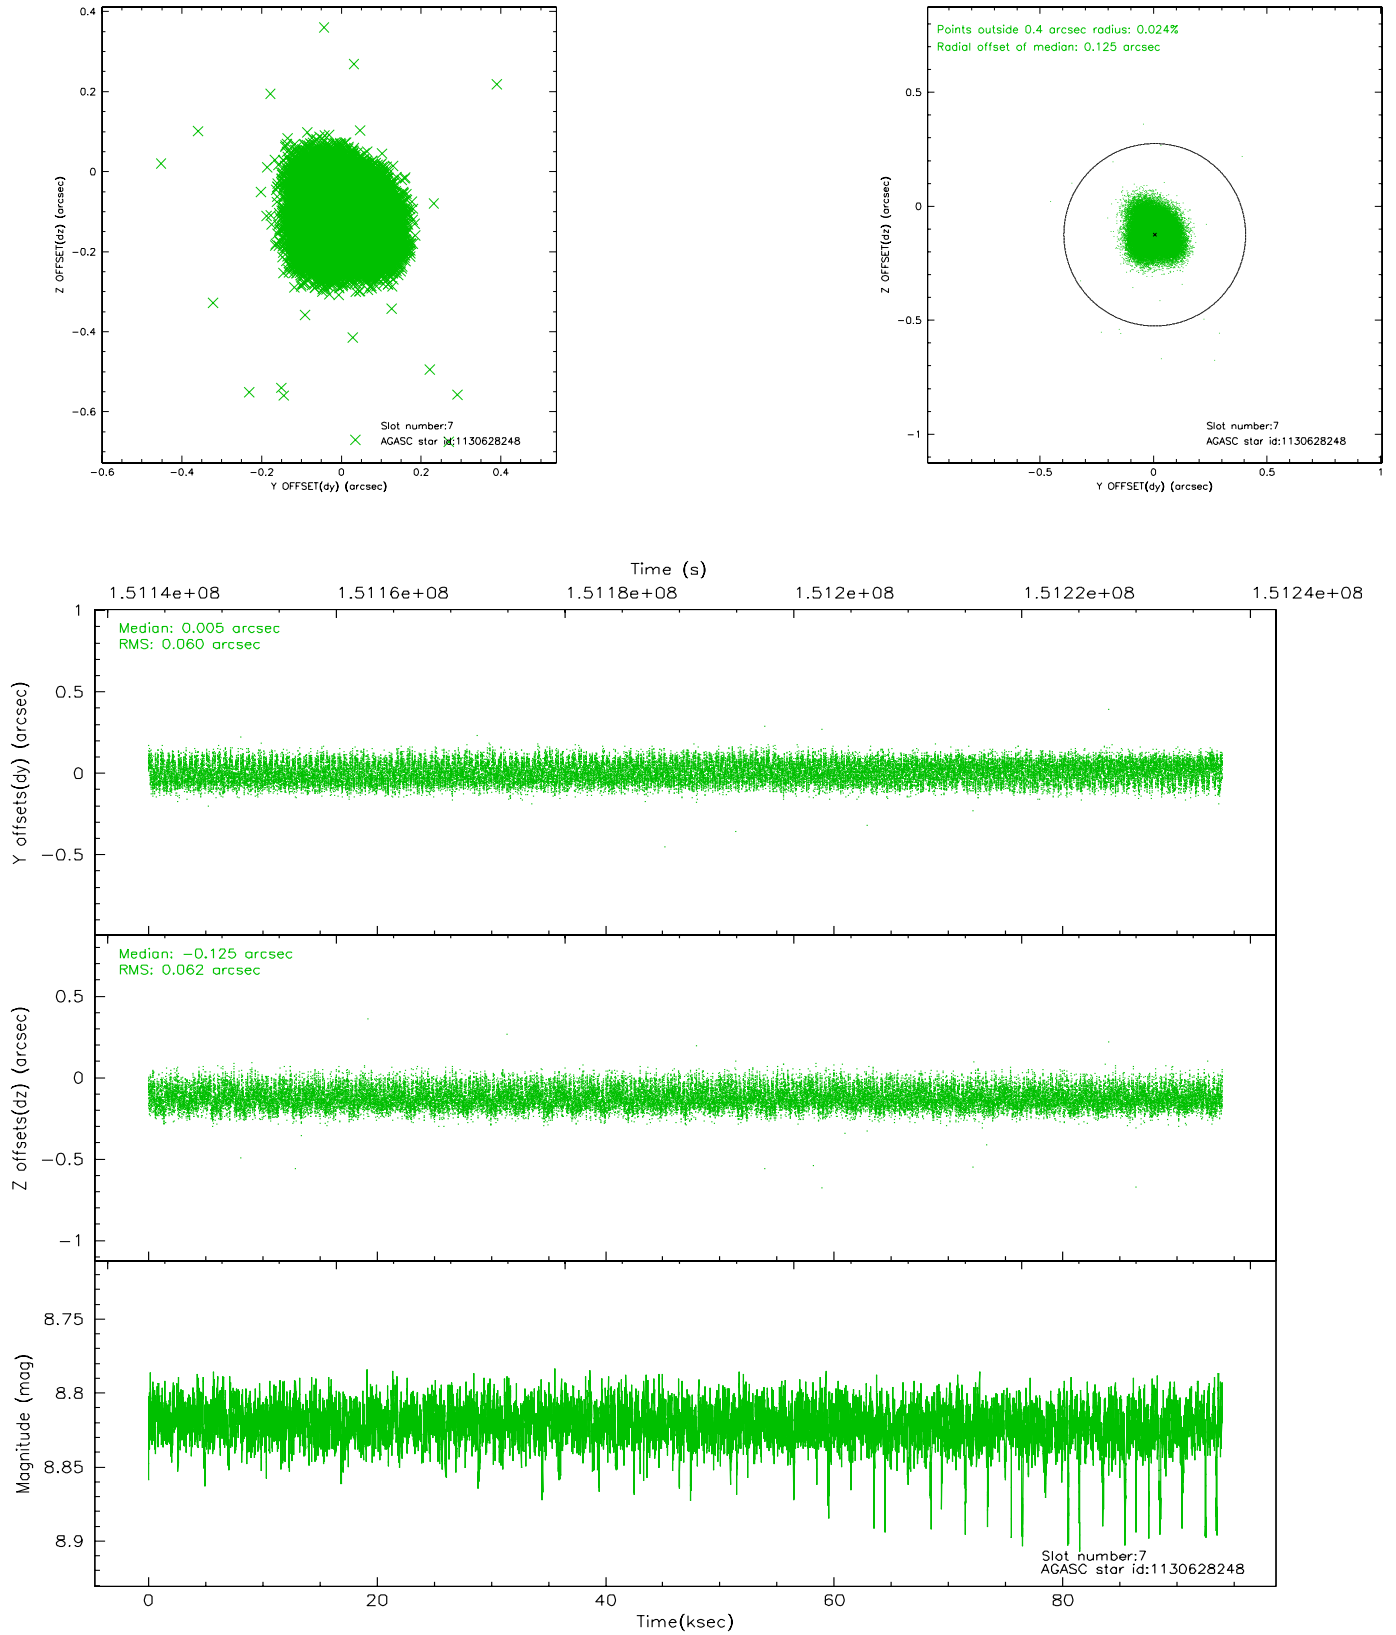 0.4
0.2
0
−0.2
−0.4
−0.6
Z OFFSET(dz) (arcsec)
Slot number:7
AGASC star id:1130628248
−0.6 −0.4 −0.2 0 0.2 0.4
Y OFFSET(dy) (arcsec)
Points outside 0.4 arcsec radius: 0.024%
Radial offset of median: 0.125 arcsec
0.5
0
−0.5
−1
Z OFFSET(dz) (arcsec)
Slot number:7
AGASC star id:1130628248
−0.5 0 0.5 1
Y OFFSET(dy) (arcsec)
Time (s)
1.5114e+08 1.5116e+08 1.5118e+08 1.512e+08 1.5122e+08 1.5124e+08
Median: 0.005 arcsec
RMS: 0.060 arcsec
1
0.5
0
−0.5
Y offsets(dy) (arcsec)
Median: −0.125 arcsec
RMS: 0.062 arcsec
0.5
0
−0.5
−1
Z offsets(dz) (arcsec)
8.75
8.8
8.85
8.9
Magnitude (mag)
Slot number:7
AGASC star id:1130628248
0 20 40 60 80
Time(ksec)